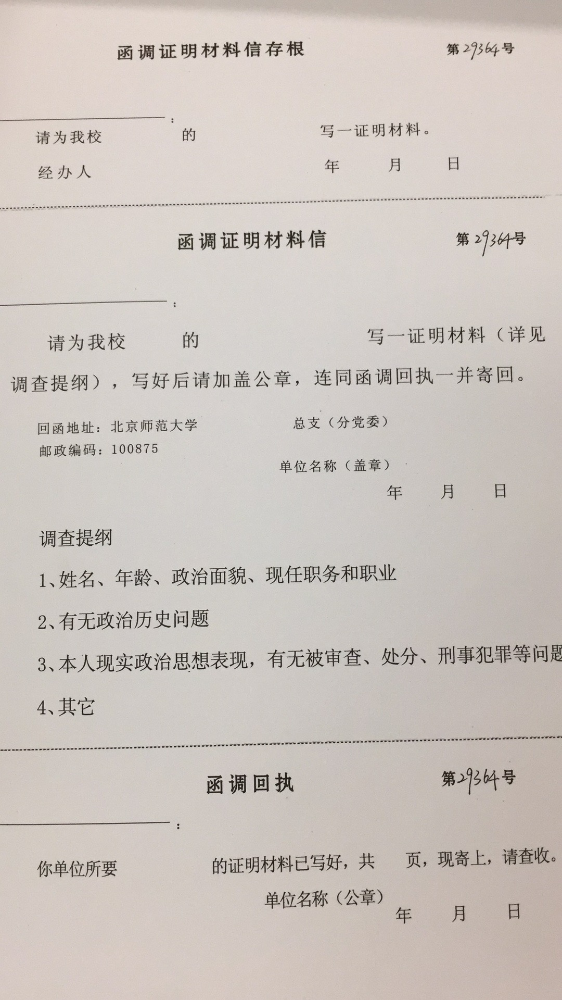 函调证明材料信存根 第29364号
：
请为我校 的 写一证明材料。
经办人 年 月 日
函调证明材料信 第29364号
：
请为我校 的 写一证明材料（详见
调查提纲），写好后请加盖公章，连同函调回执一并寄回。
回函地址：北京师范大学 总支（分党委）
邮政编码：100875
单位名称（盖章）
年 月 日
调查提纲
1、姓名、年龄、政治面貌、现任职务和职业
2、有无政治历史问题
3、本人现实政治思想表现，有无被审查、处分、刑事犯罪等问题
4、其它
函调回执 第29364号
：
你单位所要 的证明材料已写好，共 页，现寄上，请查收。
单位名称（公章）
年 月 日